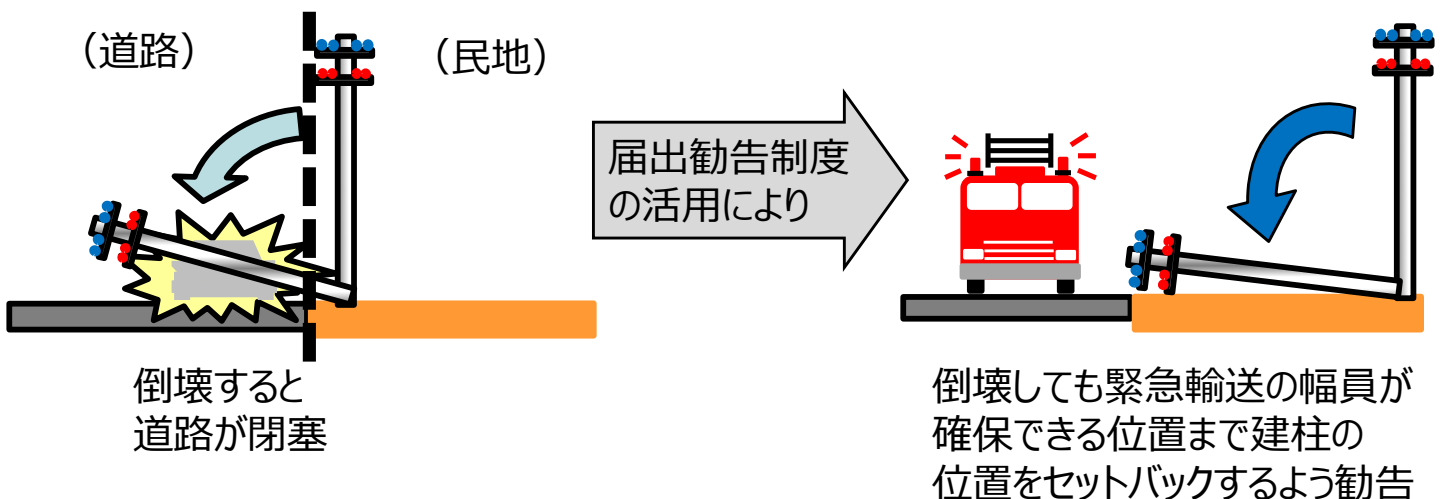 （道路）
（民地）
倒壊すると
道路が閉塞
届出勧告制度
の活用により
倒壊しても緊急輸送の幅員が
確保できる位置まで建柱の
位置をセットバックするよう勧告